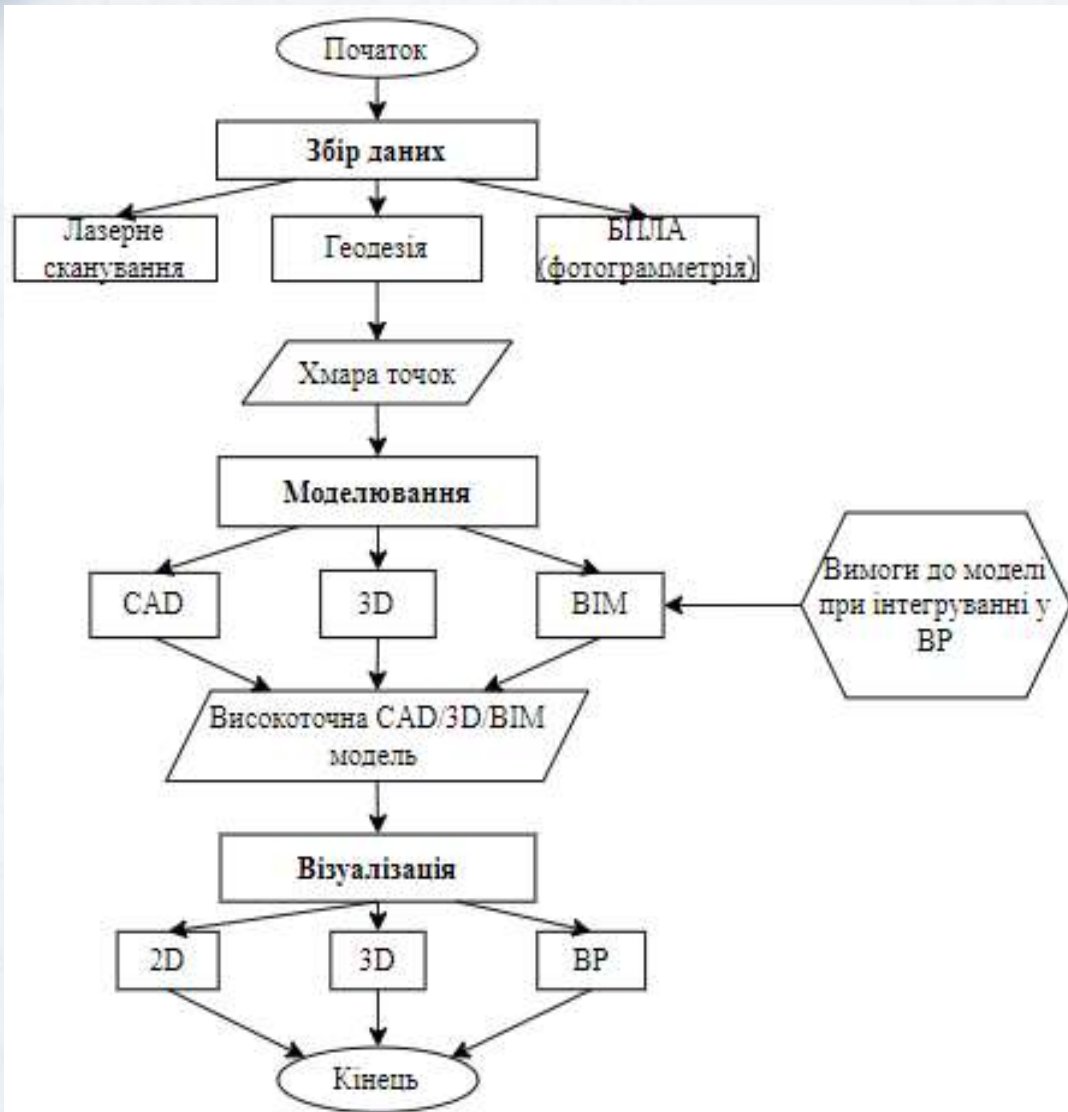 Початок
Збір даних
Лазерне
сканування
Геодезія
БПЛА
(фотограмметрія)
Хмара точок
Моделювання
CAD
3D
BIM
Вимоги до моделі
при інтегруванні у
ВР
Високоточна CAD/3D/BIM
модель
Візуалізація
2D
3D
ВР
Кінець